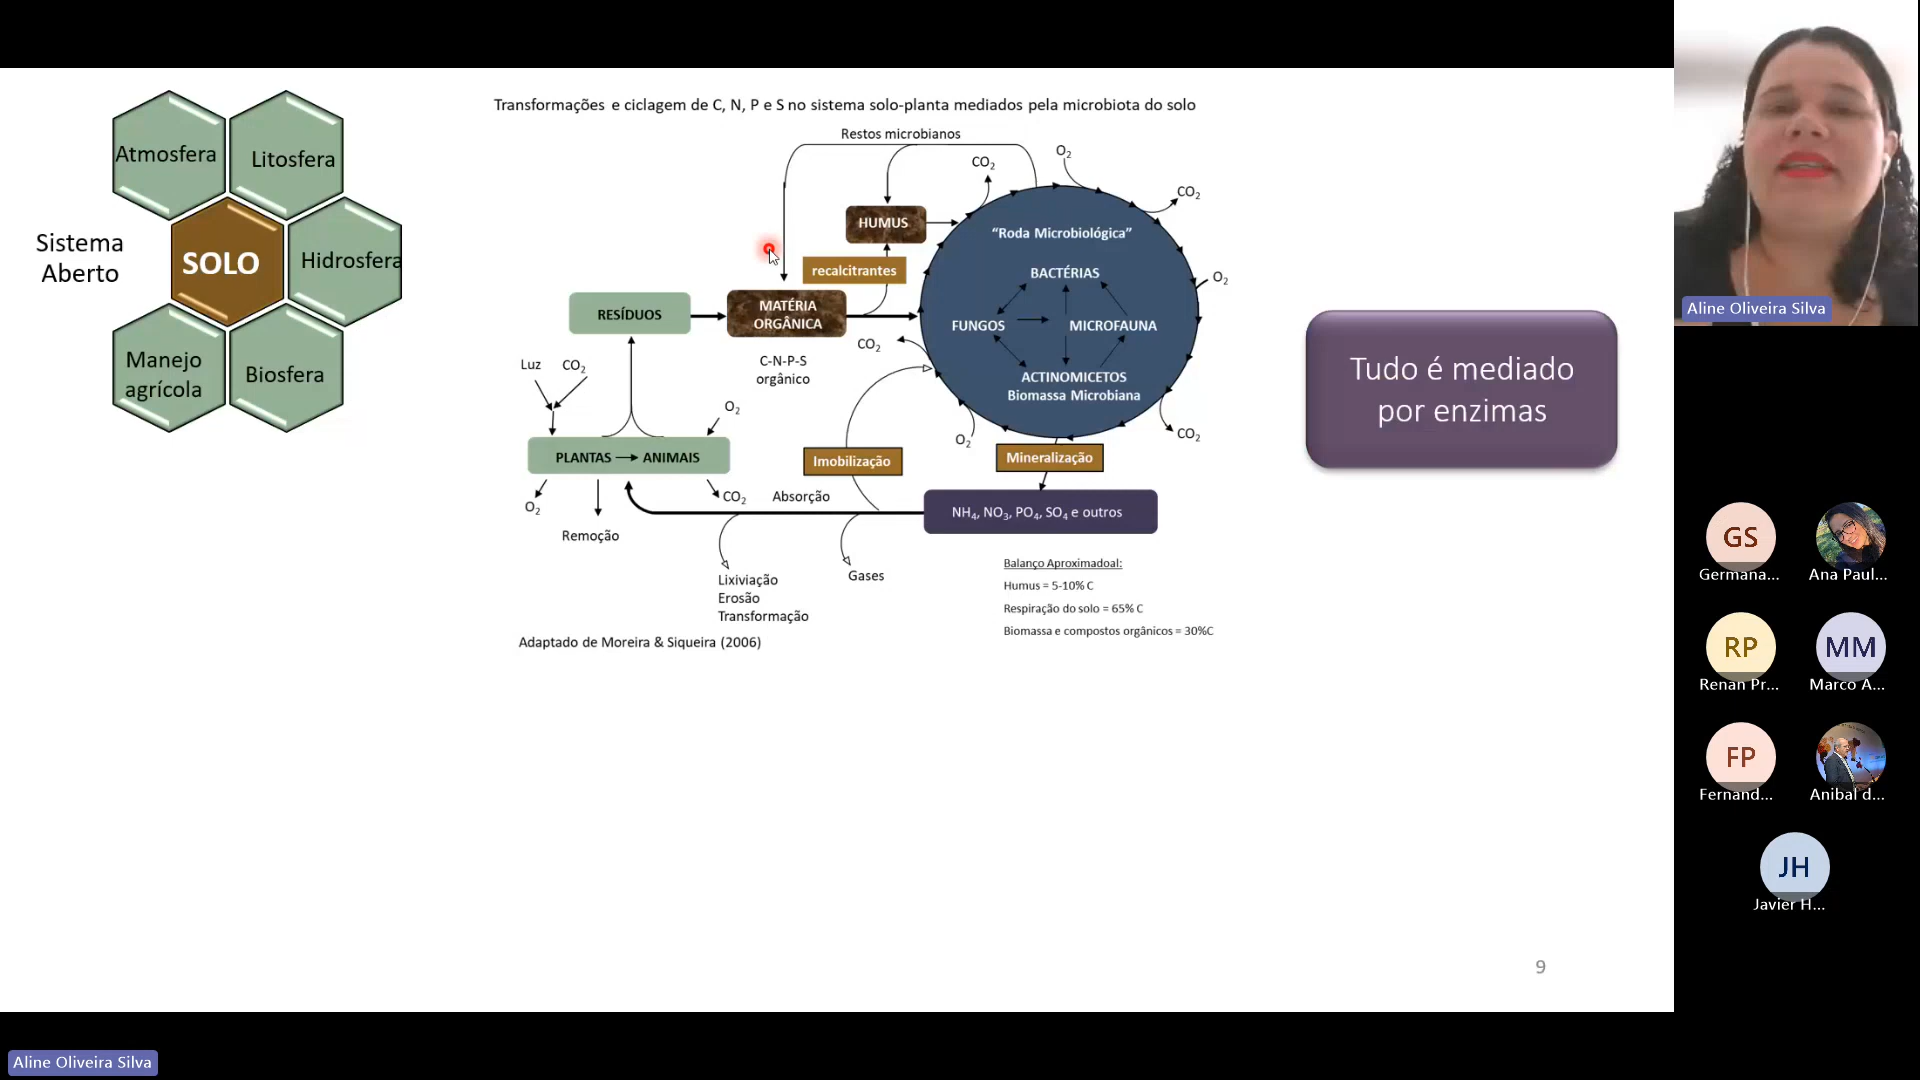 Transformações e ciclagem de C, N, P e S no sistema solo-planta mediados pela microbiota do solo
Atmosfera
Litosfera
Sistema
Aberto
SOLO
Hidrosfera
Manejo
agrícola
Biosfera
Restos microbianos
CO2
O2
CO2
HUMUS
"Roda Microbiológica"
recalcitrantes
BACTÉRIAS
O2
RESÍDUOS
MATÉRIA
ORGÂNICA
FUNGOS
MICROFAUNA
CO2
C-N-P-S
orgânico
ACTINOMICETOS
Biomassa Microbiana
Luz
CO2
O2
O2
CO2
PLANTAS
ANIMAIS
Imobilização
Mineralização
O2
CO2
Absorção
NH4, NO3, PO4, SO4 e outros
Remoção
Lixiviação
Erosão
Transformação
Gases
Balanço Aproximadoal:
Humus = 5-10% C
Respiração do solo = 65% C
Biomassa e compostos orgânicos = 30%C
Adaptado de Moreira & Siqueira (2006)
Tudo é mediado
por enzimas
9
Aline Oliveira Silva
GS
Germana...
Ana Paul...
RP
Renan Pr...
MM
Marco A...
FP
Fernand...
Anibal d...
JH
Javier H...
Aline Oliveira Silva